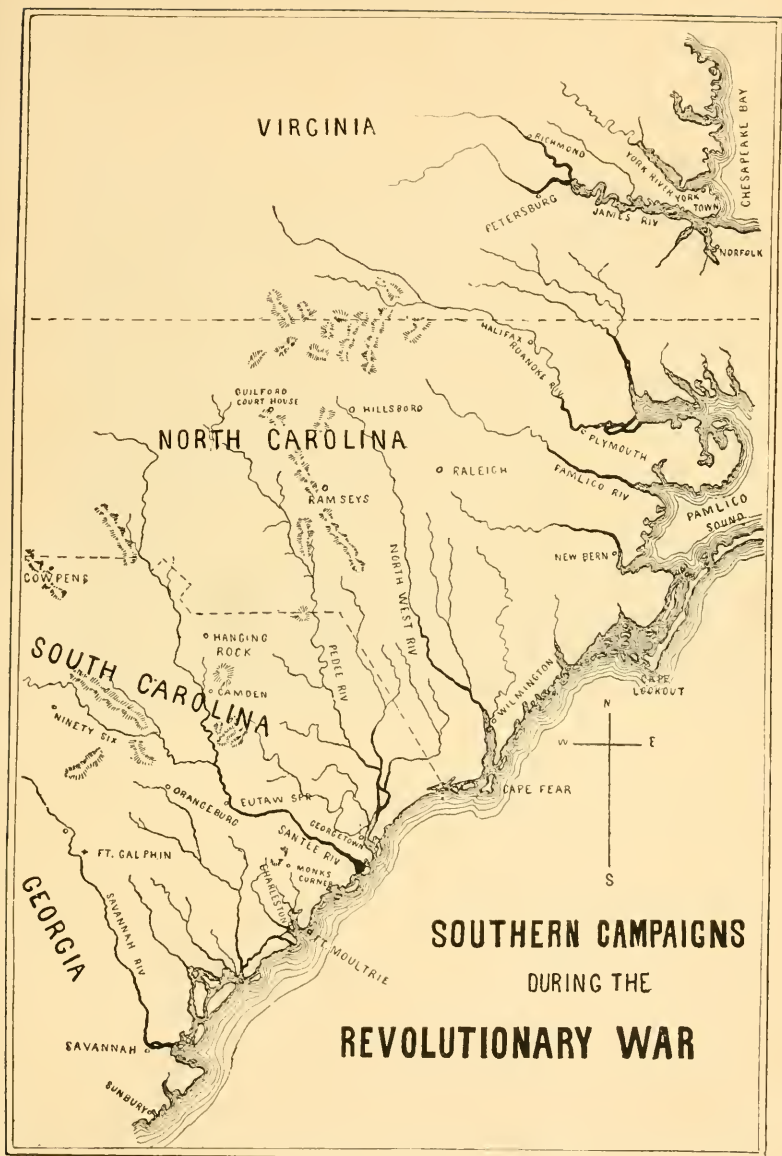 VIRGINIA
CHESAPEAKE BAY
RICHMOND
YORK RIVER
YORK
TOWN
PETERSBURG
JAMES RIV
NORFOLK
HALIFAX
ROANOKE RIV
GUILFORD
COURT HOUSE
HILLSBORO
NORTH CAROLINA
PLYMOUTH
RALEIGH
PAMLICO RIV
RAMSEYS
PAMLICO
SOUND
NORTH WEST RIV
NEW BERN
COWPENS
HANGING
ROCK
PEDEE RIV
SOUTH CAROLINA
CAMDEN
WILMINGTON
CAPE
LOOKOUT
N
W
E
S
NINETY SIX
CAPE FEAR
ORANGEBURG
EUTAW SPR
GEORGETOWN
SANTEE RIV
MONKS
CORNER
FT. GALPHIN
CHARLESTON
GEORGIA
SAVANNAH RIV
FT. MOULTRIE
SOUTHERN CAMPAIGNS
DURING THE
REVOLUTIONARY WAR
SAVANNAH
SUNBURY